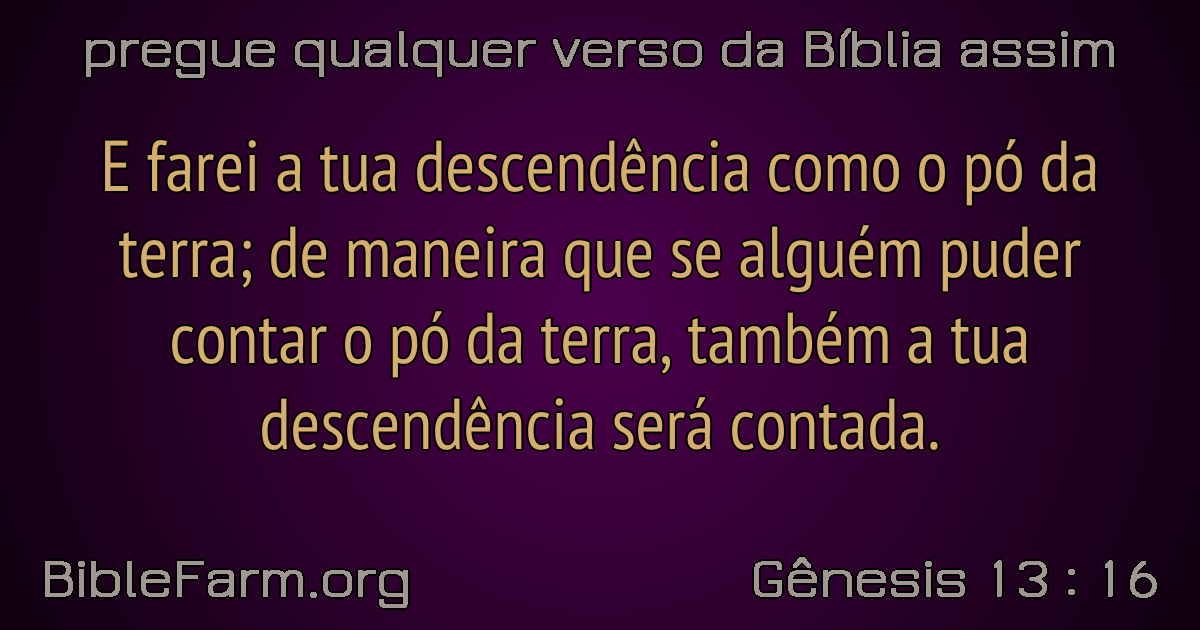 pregue qualquer verso da Bíblia assim
E farei a tua descendência como o pó da
terra; de maneira que se alguém puder
contar o pó da terra, também a tua
descendência será contada.
BibleFarm.org
Gênesis 13 : 16